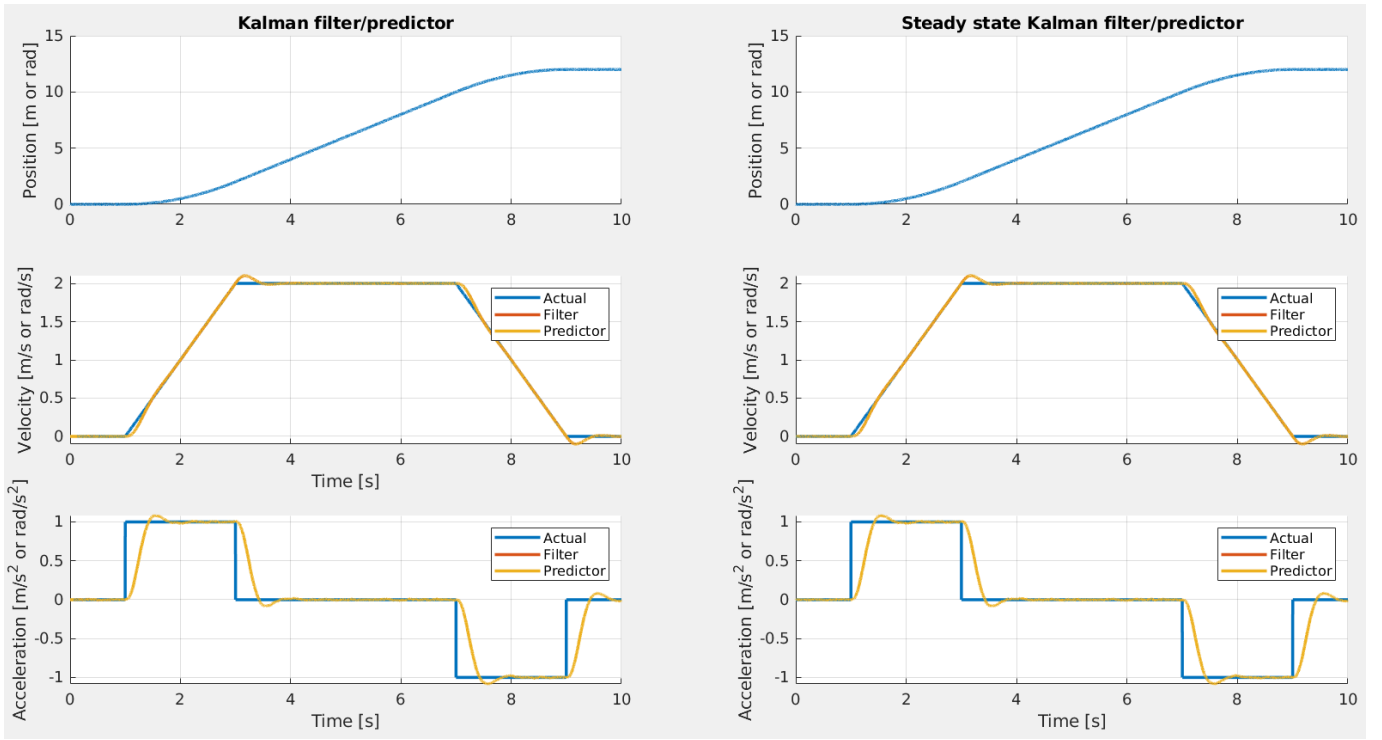 Kalman filter/predictor
Position [m or rad]
15
10
5
0
0 2 4 6 8 10
Velocity [m/s or rad/s]
2
1.5
1
0.5
0
Actual
Filter
Predictor
0 2 4 6 8 10
Time [s]
Acceleration [m/s² or rad/s²]
1
0.5
0
-0.5
-1
Actual
Filter
Predictor
0 2 4 6 8 10
Time [s]
Steady state Kalman filter/predictor
Position [m or rad]
15
10
5
0
0 2 4 6 8 10
Velocity [m/s or rad/s]
2
1.5
1
0.5
0
Actual
Filter
Predictor
0 2 4 6 8 10
Acceleration [m/s² or rad/s²]
1
0.5
0
-0.5
-1
Actual
Filter
Predictor
0 2 4 6 8 10
Time [s]